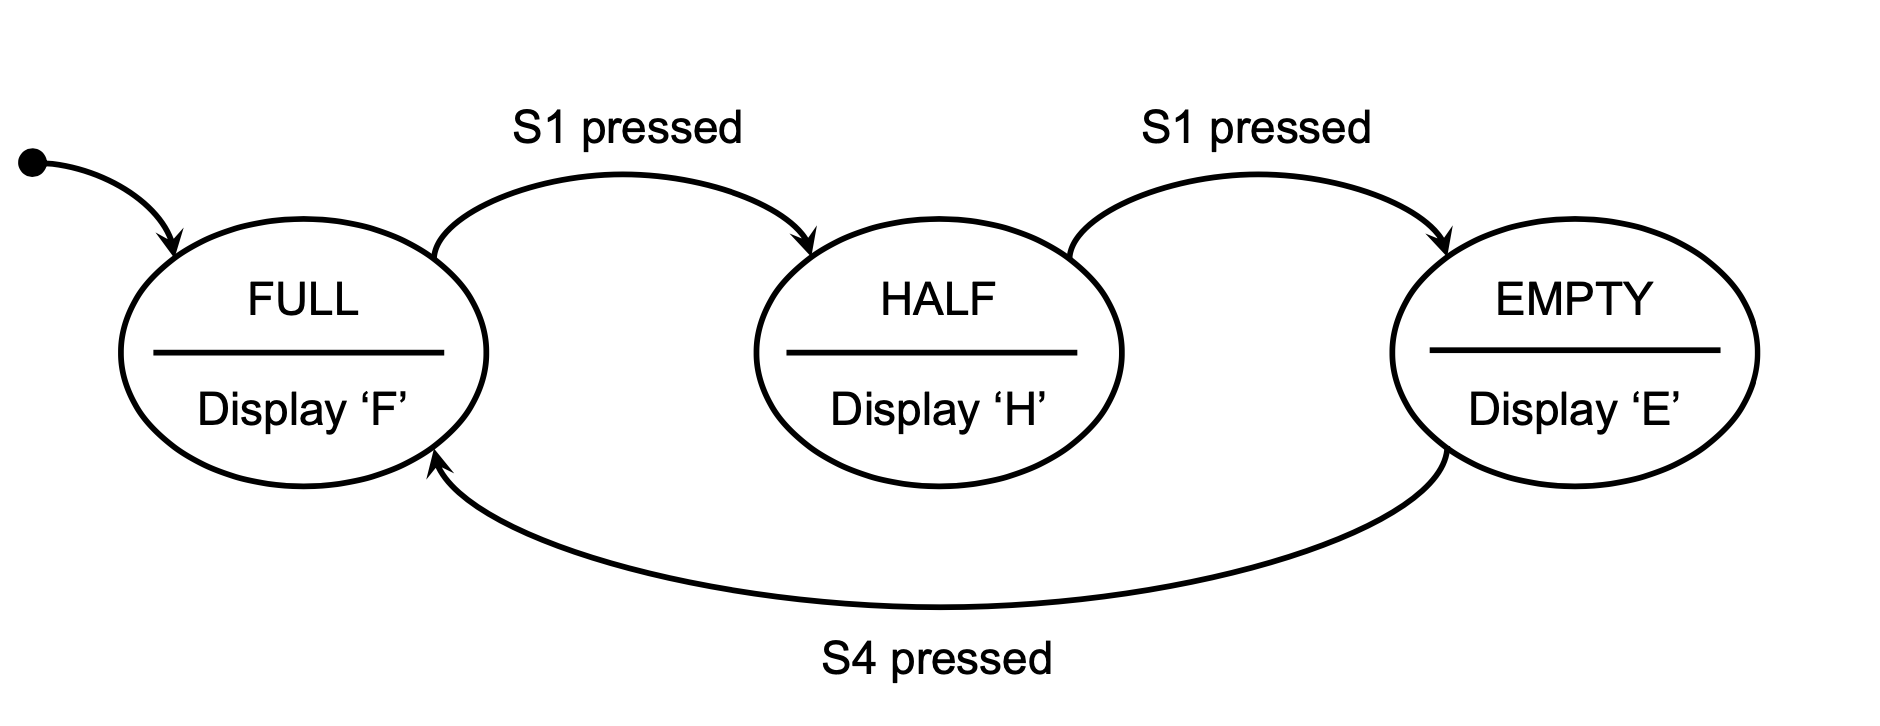 S1 pressed
S1 pressed
FULL
Display ‘F’
HALF
Display ‘H’
EMPTY
Display ‘E’
S4 pressed